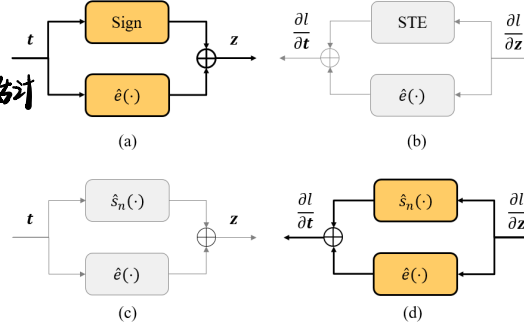 t
Sign
z
ê(·)
(a)
∂l/∂t
STE
∂l/∂z
ê(·)
(b)
t
ŝₙ(·)
z
ê(·)
(c)
∂l/∂t
ŝₙ(·)
∂l/∂z
ê(·)
(d)